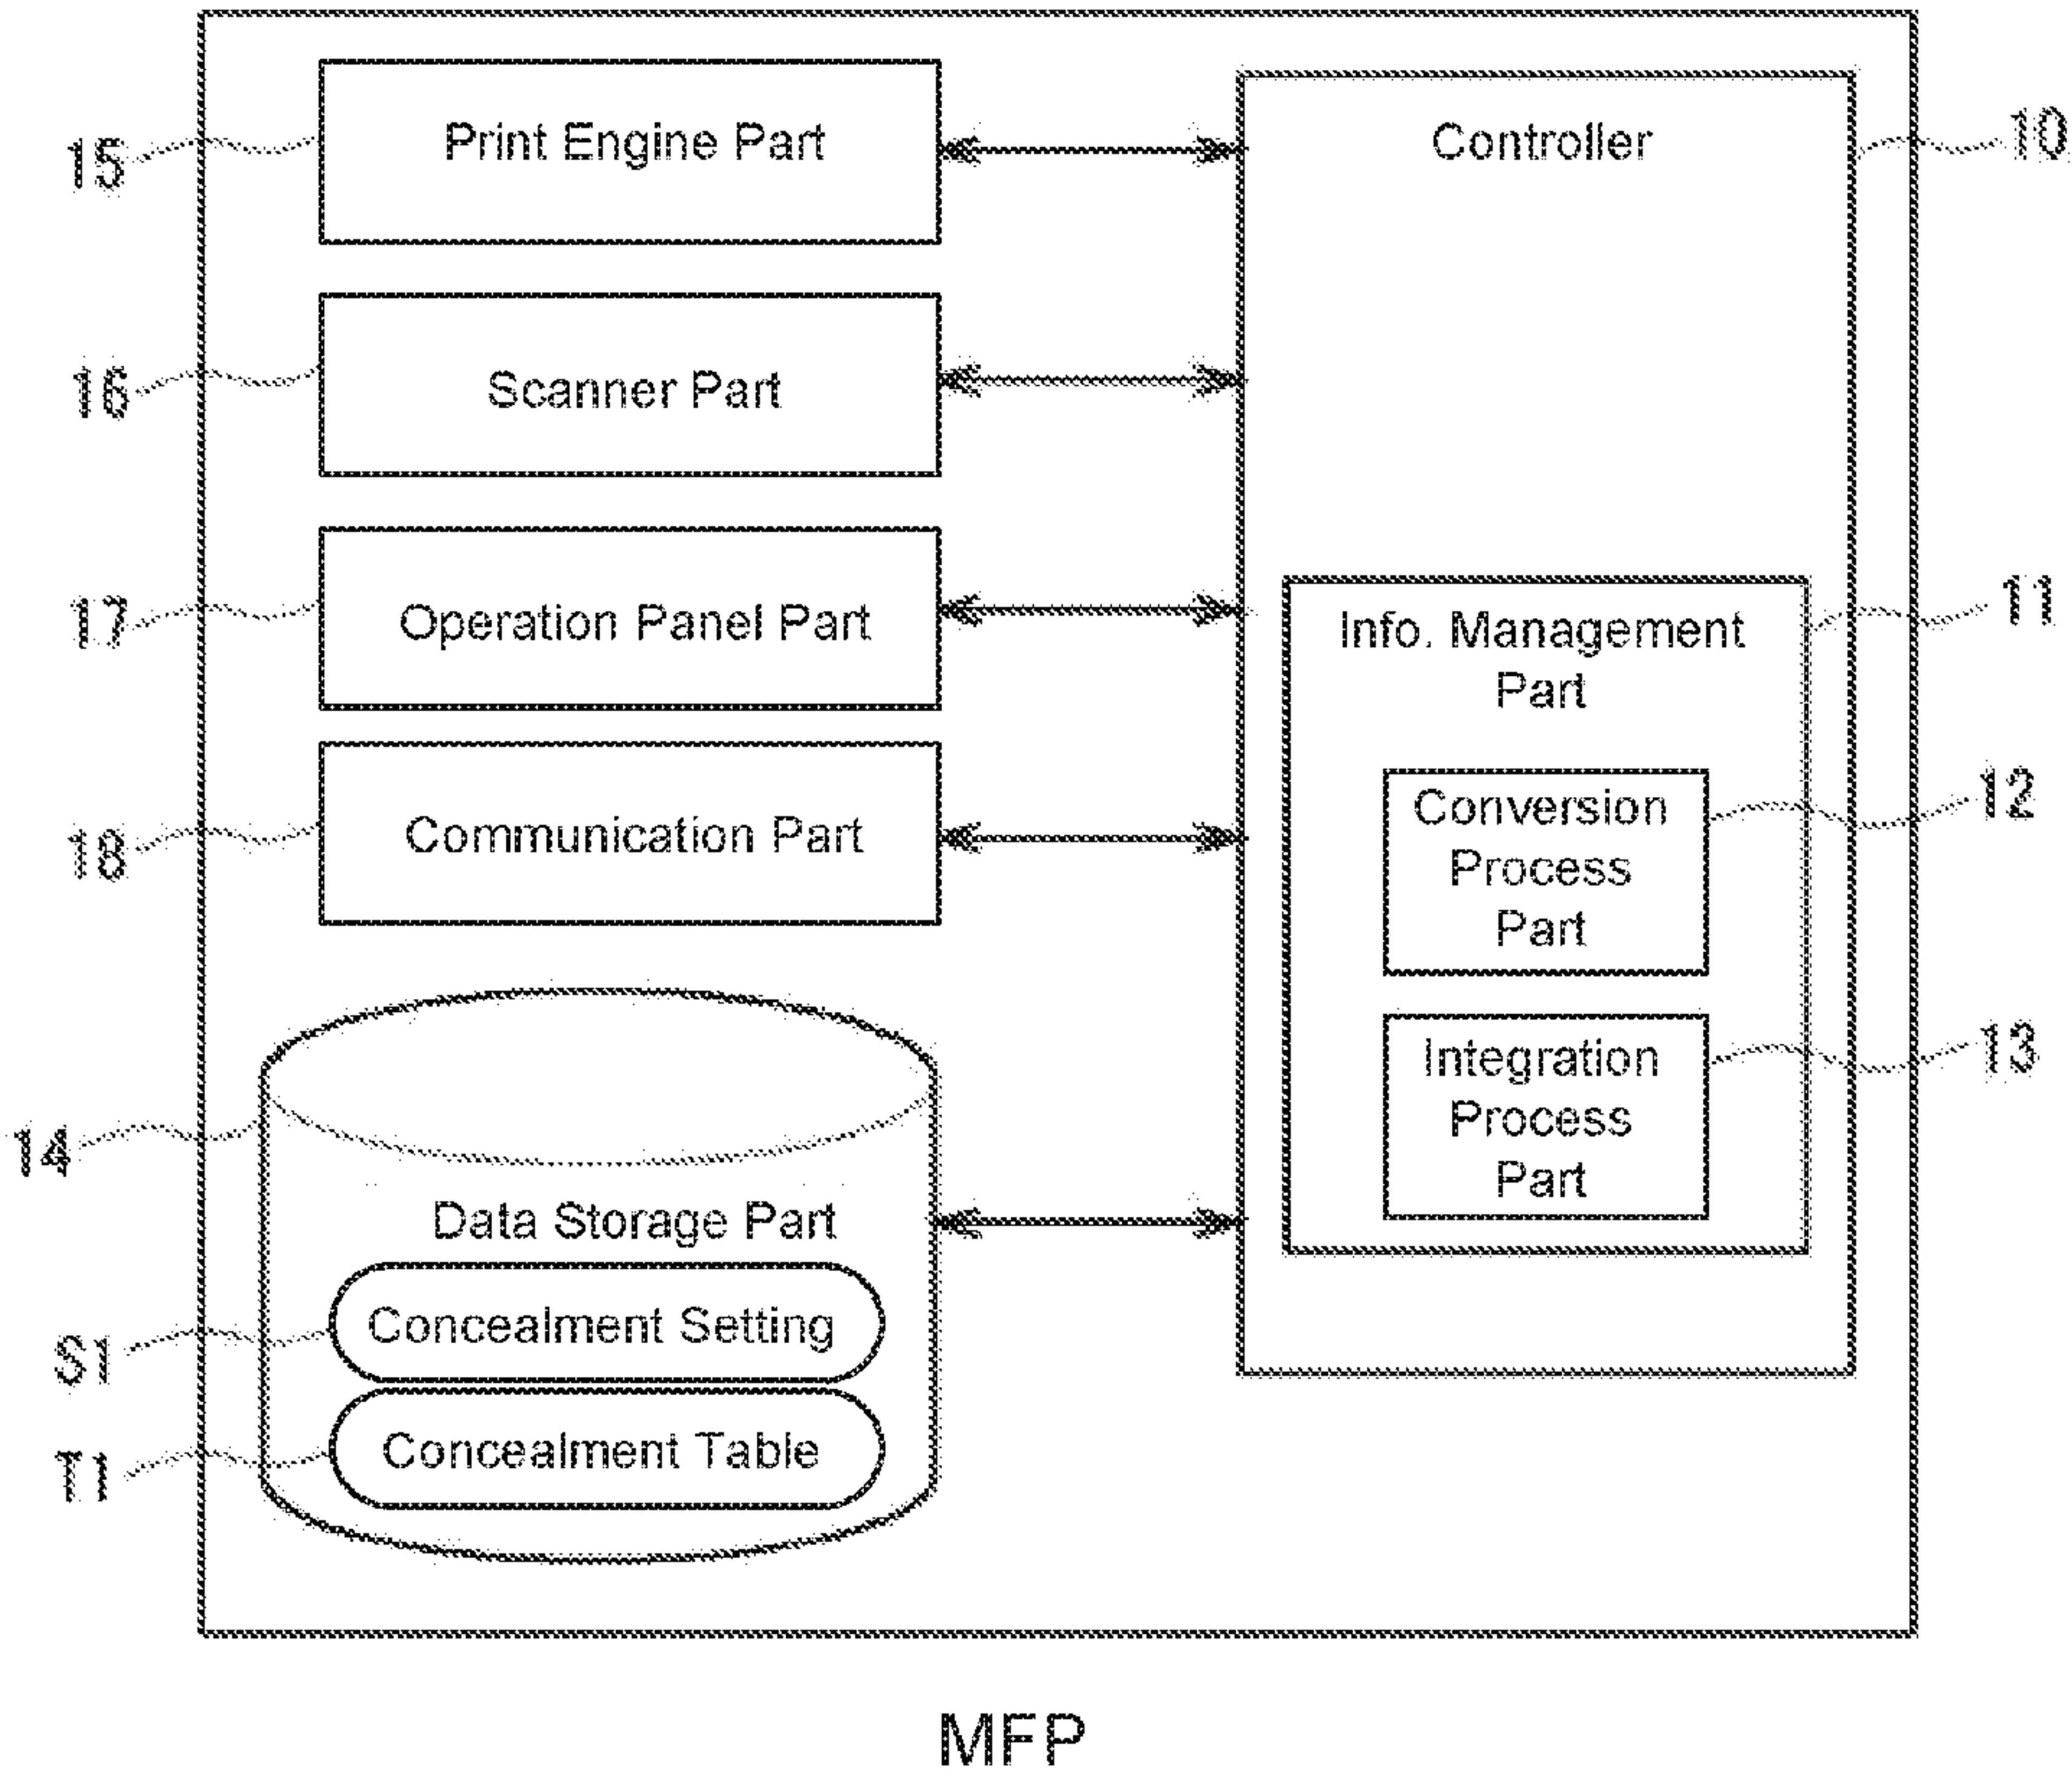 15
Print Engine Part
Controller
10
16
Scanner Part
17
Operation Panel Part
Info. Management
Part
11
18
Communication Part
Conversion
Process
Part
12
Integration
Process
Part
13
14
Data Storage Part
S1
Concealment Setting
T1
Concealment Table
MFP